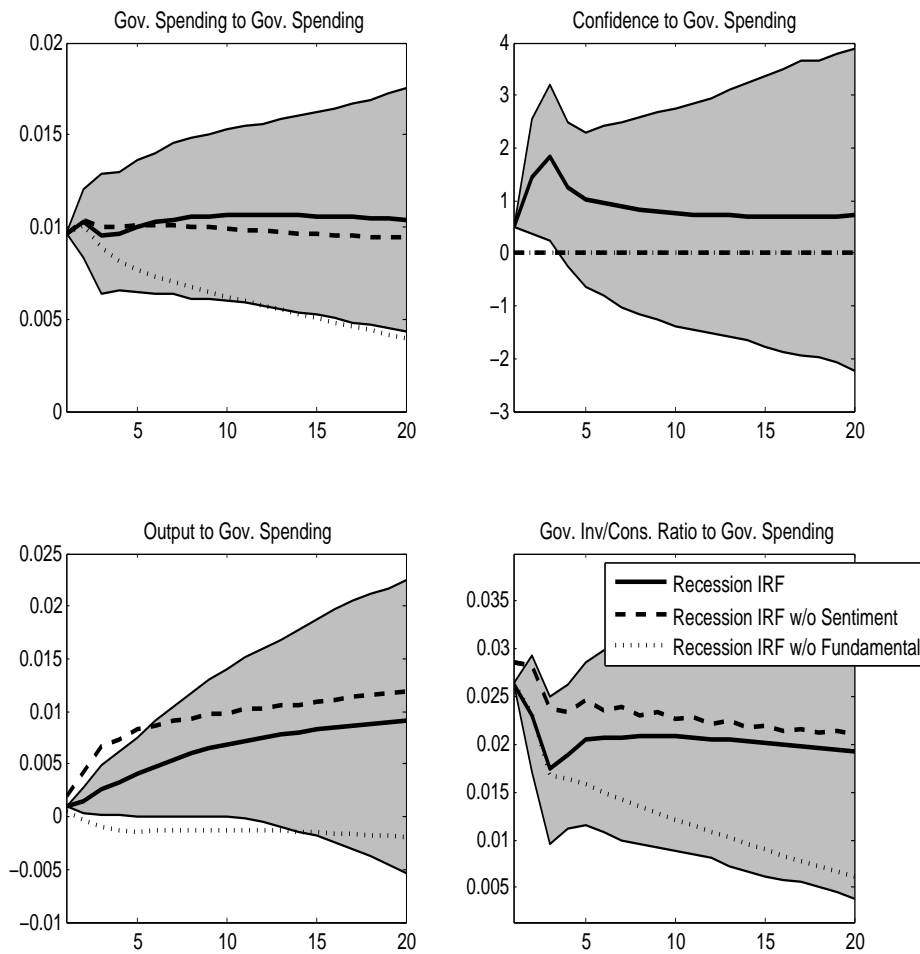 Gov. Spending to Gov. Spending
0.02
0.015
0.01
0.005
0
5 10 15 20
Confidence to Gov. Spending
4
3
2
1
0
−1
−2
−3
5 10 15 20
Output to Gov. Spending
0.025
0.02
0.015
0.01
0.005
0
−0.005
−0.01
5 10 15 20
Gov. Inv/Cons. Ratio to Gov. Spending
0.035
0.03
0.025
0.02
0.015
0.01
0.005
5 10 15 20
Recession IRF
Recession IRF w/o Sentiment
Recession IRF w/o Fundamental